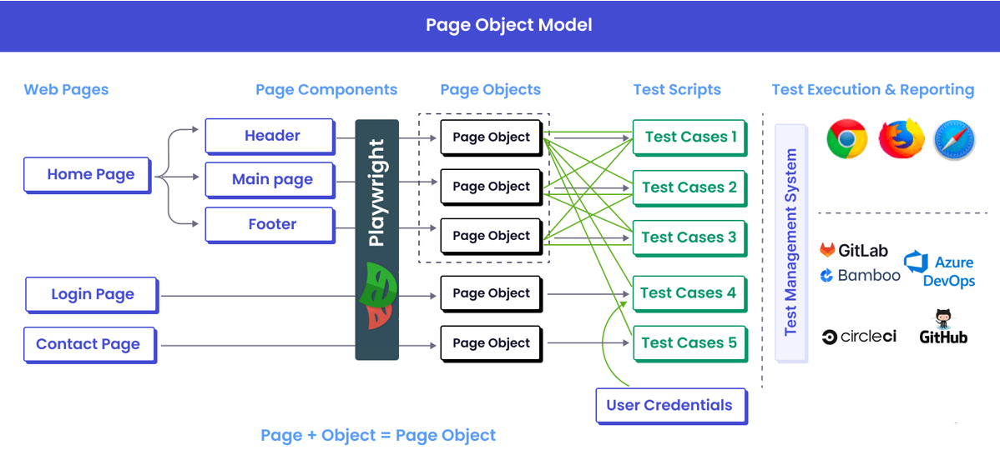 Page Object Model
Web Pages
Page Components
Page Objects
Test Scripts
Test Execution & Reporting
Home Page
Header
Main page
Footer
Login Page
Contact Page
Playwright
Page Object
Page Object
Page Object
Page Object
Page Object
Test Cases 1
Test Cases 2
Test Cases 3
Test Cases 4
Test Cases 5
User Credentials
Test Management System
GitLab
Bamboo
Azure
DevOps
circleci
GitHub
Page + Object = Page Object